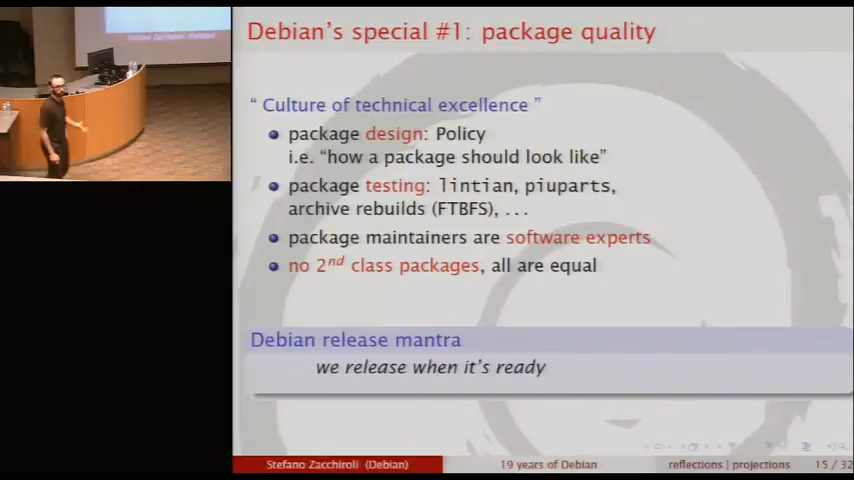 Debian's special #1: package quality
“ Culture of technical excellence ”
package design: Policy
i.e. “how a package should look like”
package testing: lintian, piuparts,
archive rebuilds (FTBFS), ...
package maintainers are software experts
no 2nd class packages, all are equal
Debian release mantra
we release when it's ready
Stefano Zacchiroli (Debian)
19 years of Debian
reflections | projections
15 / 32